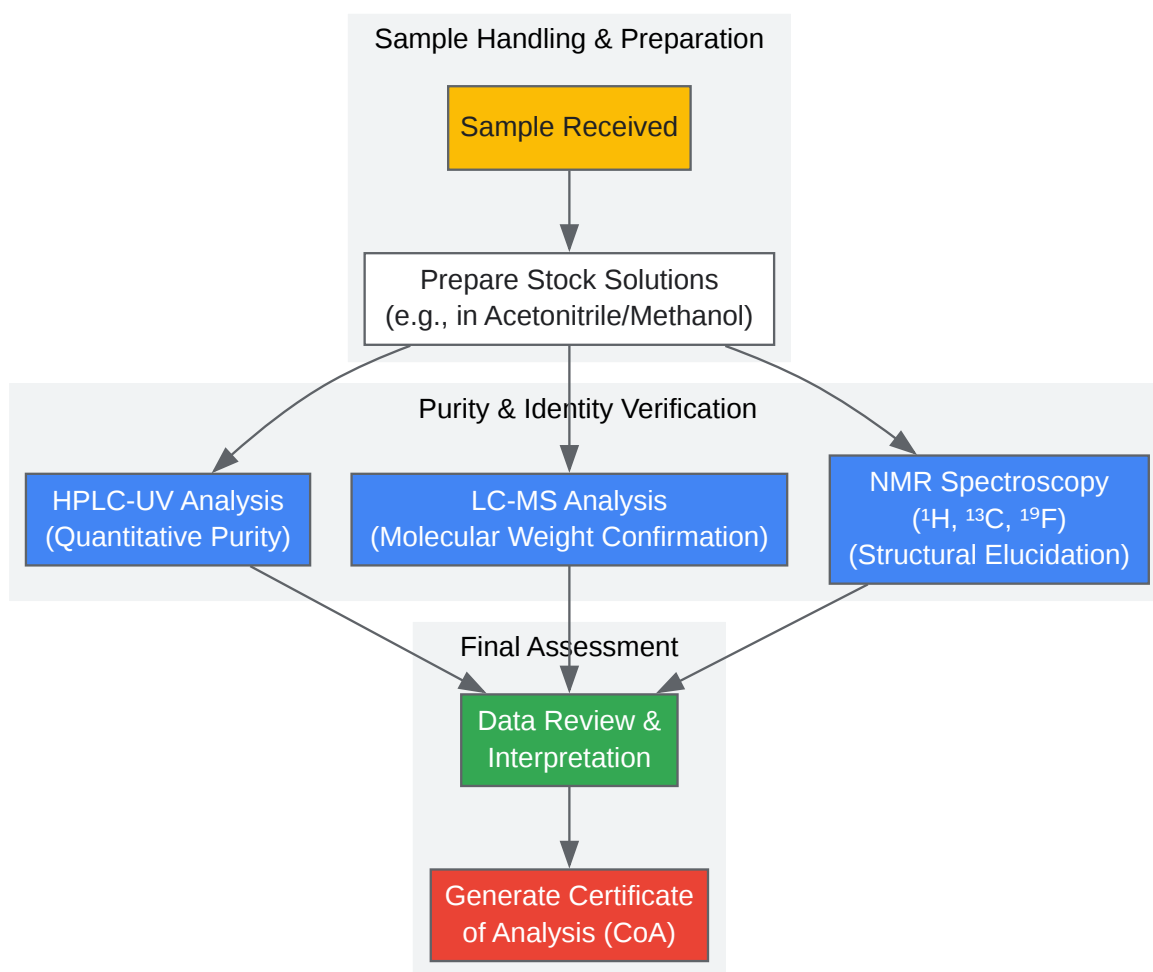 Sample Handling & Preparation
Sample Received
Prepare Stock Solutions
(e.g., in Acetonitrile/Methanol)
Purity & Identity Verification
HPLC-UV Analysis
(Quantitative Purity)
LC-MS Analysis
(Molecular Weight Confirmation)
NMR Spectroscopy
(¹H, ¹³C, ¹⁹F)
(Structural Elucidation)
Final Assessment
Data Review &
Interpretation
Generate Certificate
of Analysis (CoA)